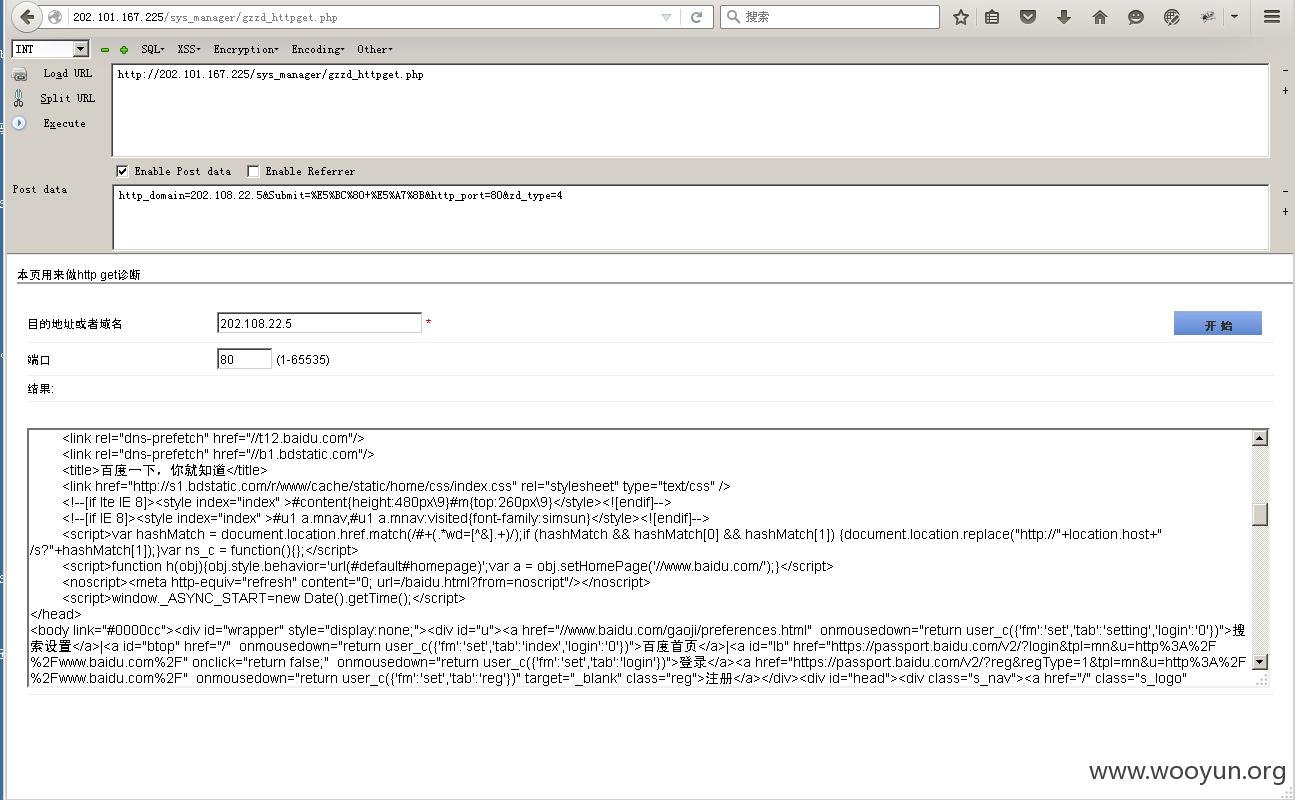 202.101.167.225/sys_manager/gzzd_httpget.php
搜索
INT
SQL
XSS
Encryption
Encoding
Other
Load URL
http://202.101.167.225/sys_manager/gzzd_httpget.php
Split URL
Execute
Enable Post data
Enable Referrer
Post data
http_domain=202.108.22.5&Submit=%E5%BC%80+%E5%A7%8B&http_port=80&zd_type=4
本页用来做http get诊断
目的地址或者域名
202.108.22.5
*
开 始
端口
80
(1-65535)
结果:
<link rel="dns-prefetch" href="//t12.baidu.com"/>
<link rel="dns-prefetch" href="//b1.bdstatic.com"/>
<title>百度一下，你就知道</title>
<link href="http://s1.bdstatic.com/r/www/cache/static/home/css/index.css" rel="stylesheet" type="text/css" />
<!--[if lte IE 8]><style index="index" >#content{height:480px\9}#m{top:260px\9}</style><![endif]-->
<!--[if IE 8]><style index="index" >#u1 a.mnav,#u1 a.mnav:visited{font-family:simsun}</style><![endif]-->
<script>var hashMatch = document.location.href.match(/#+(.*wd=[^&].+)/);if (hashMatch && hashMatch[0] && hashMatch[1]) {document.location.replace("http://"+location.host+"
/s?"+hashMatch[1]);}var ns_c = function(){};</script>
<script>function h(obj){obj.style.behavior='url(#default#homepage)';var a = obj.setHomePage('//www.baidu.com/');}</script>
<noscript><meta http-equiv="refresh" content="0; url=/baidu.html?from=noscript"/></noscript>
<script>window._ASYNC_START=new Date().getTime();</script>
</head>
<body link="#0000cc"><div id="wrapper" style="display:none;"><div id="u"><a href="//www.baidu.com/gaoji/preferences.html"  onmousedown="return user_c({'fm':'set','tab':'setting','login':'0'})">搜
索设置</a>|<a id="btop" href="/"  onmousedown="return user_c({'fm':'set','tab':'index','login':'0'})">百度首页</a>|<a id="lb" href="https://passport.baidu.com/v2/?login&tpl=mn&u=http%3A%2F
%2Fwww.baidu.com%2F" onclick="return false;"  onmousedown="return user_c({'fm':'set','tab':'login'})">登录</a><a href="https://passport.baidu.com/v2/?reg&regType=1&tpl=mn&u=http%3A%2F
%2Fwww.baidu.com%2F"  onmousedown="return user_c({'fm':'set','tab':'reg'})" target="_blank" class="reg">注册</a></div><div id="head"><div class="s_nav"><a href="/" class="s_logo"
www.wooyun.org